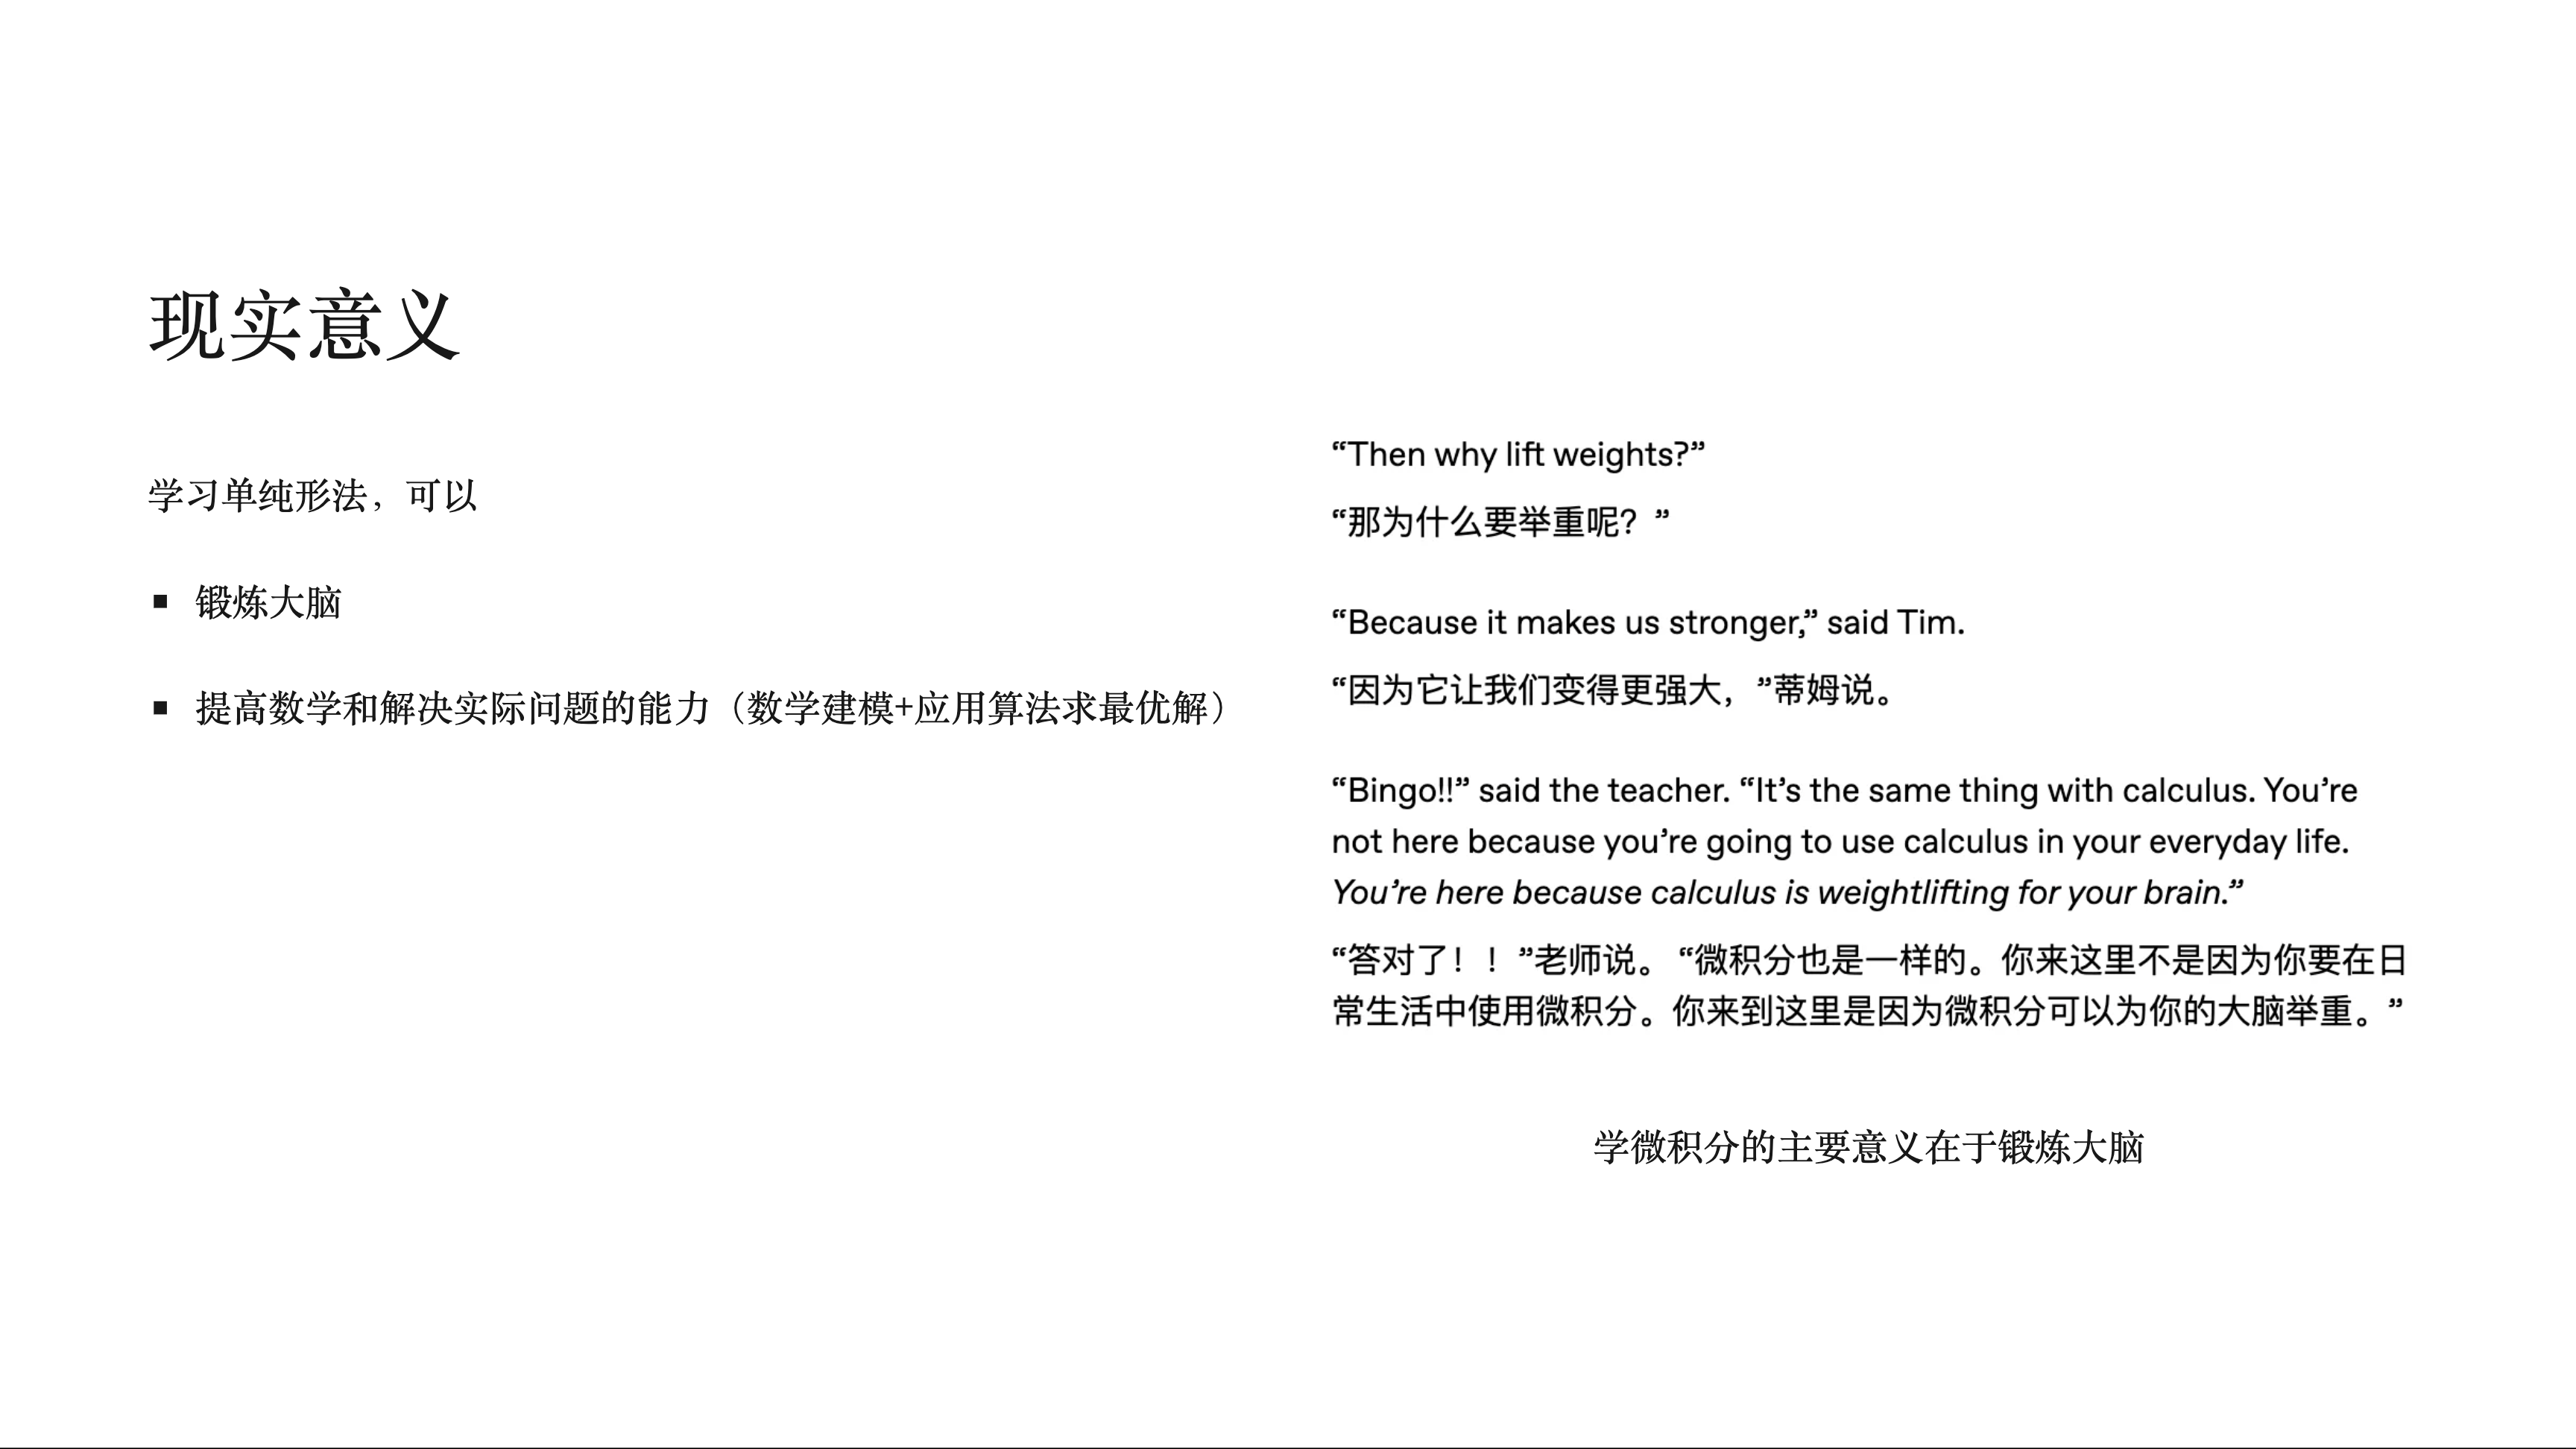 现实意义
学习单纯形法，可以
▪ 锻炼大脑
▪ 提高数学和解决实际问题的能力（数学建模+应用算法求最优解）
“Then why lift weights?”
“那为什么要举重呢？”
“Because it makes us stronger,” said Tim.
“因为它让我们变得更强大，”蒂姆说。
“Bingo!!” said the teacher. “It’s the same thing with calculus. You’re
not here because you’re going to use calculus in your everyday life.
You’re here because calculus is weightlifting for your brain.”
“答对了！！”老师说。 “微积分也是一样的。你来这里不是因为你要在日
常生活中使用微积分。你来到这里是因为微积分可以为你的大脑举重。”
学微积分的主要意义在于锻炼大脑